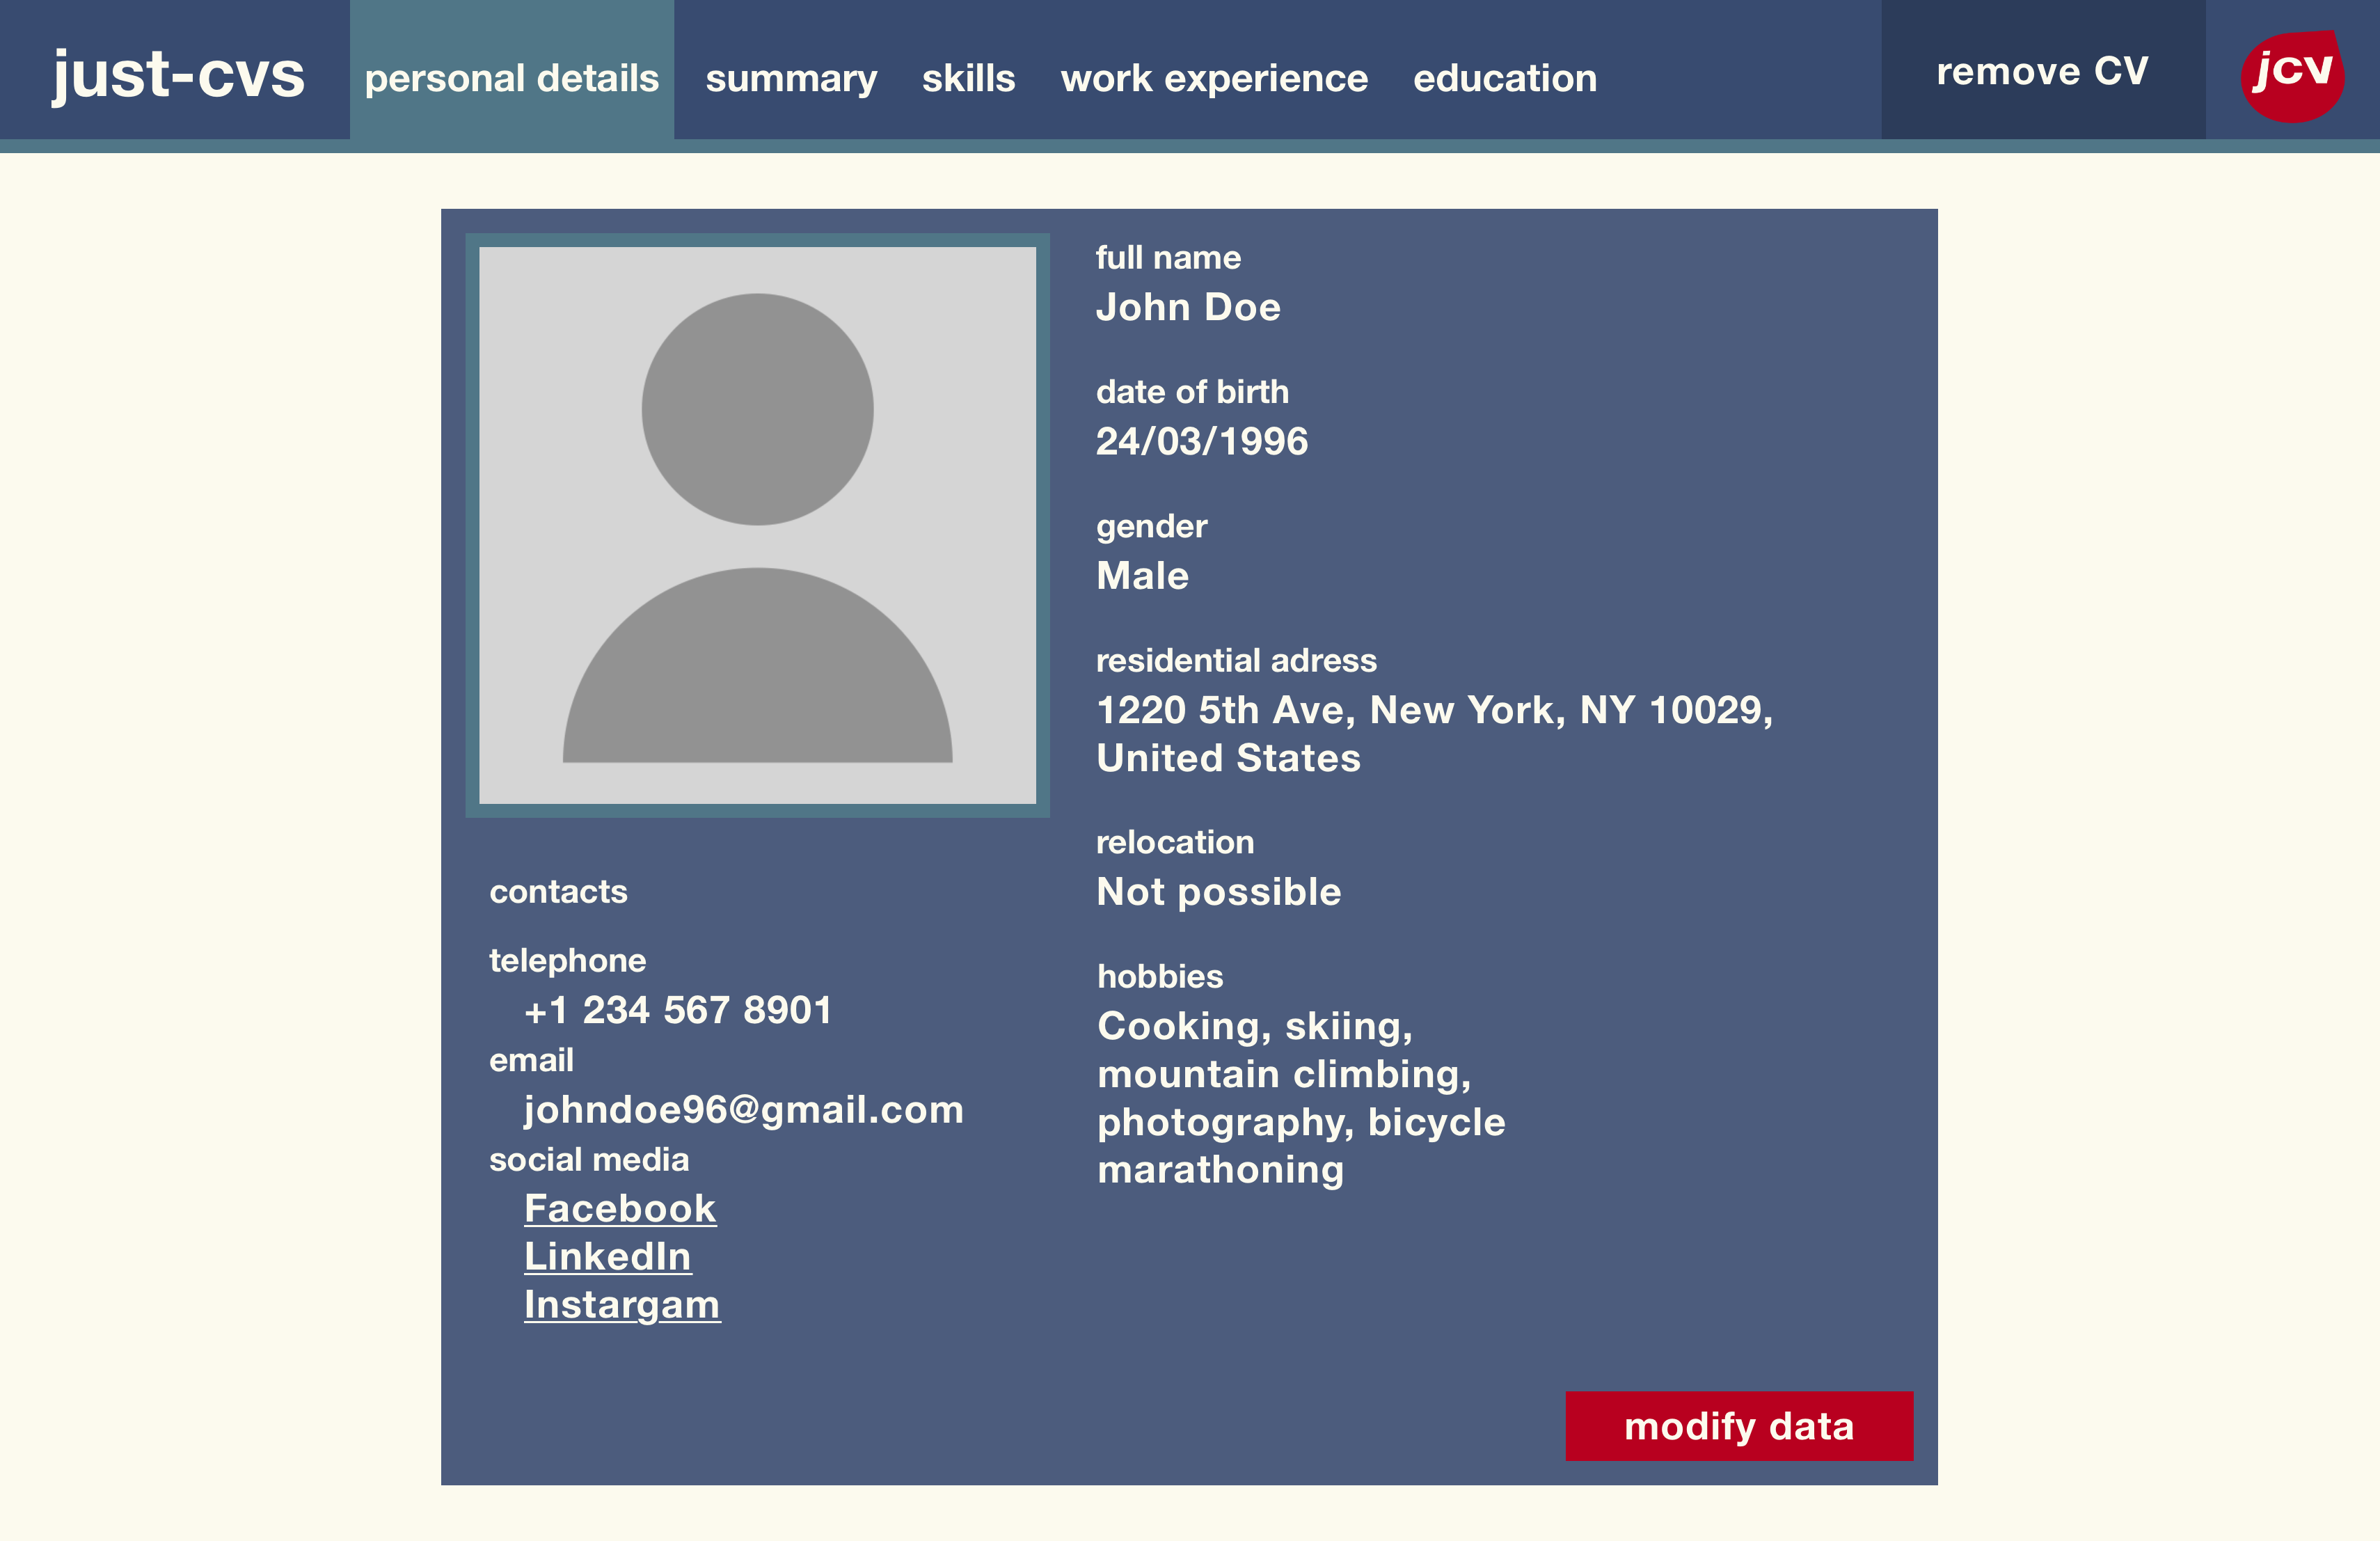 just-cvs
personal details
summary
skills
work experience
education
remove CV
jcv
full name
John Doe
date of birth
24/03/1996
gender
Male
residential adress
1220 5th Ave, New York, NY 10029,
United States
relocation
Not possible
hobbies
Cooking, skiing,
mountain climbing,
photography, bicycle
marathoning
contacts
telephone
+1 234 567 8901
email
johndoe96@gmail.com
social media
Facebook
LinkedIn
Instargam
modify data